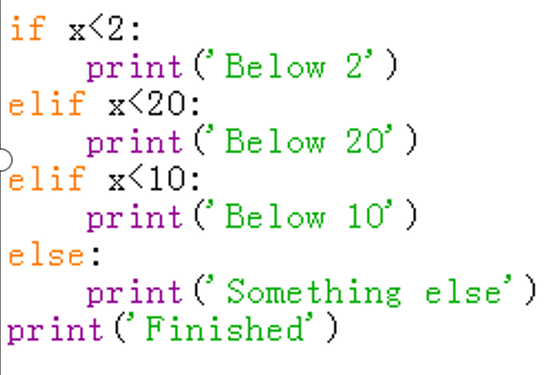 if x<2:
    print('Below 2')
elif x<20:
    print('Below 20')
elif x<10:
    print('Below 10')
else:
    print('Something else')
print('Finished')